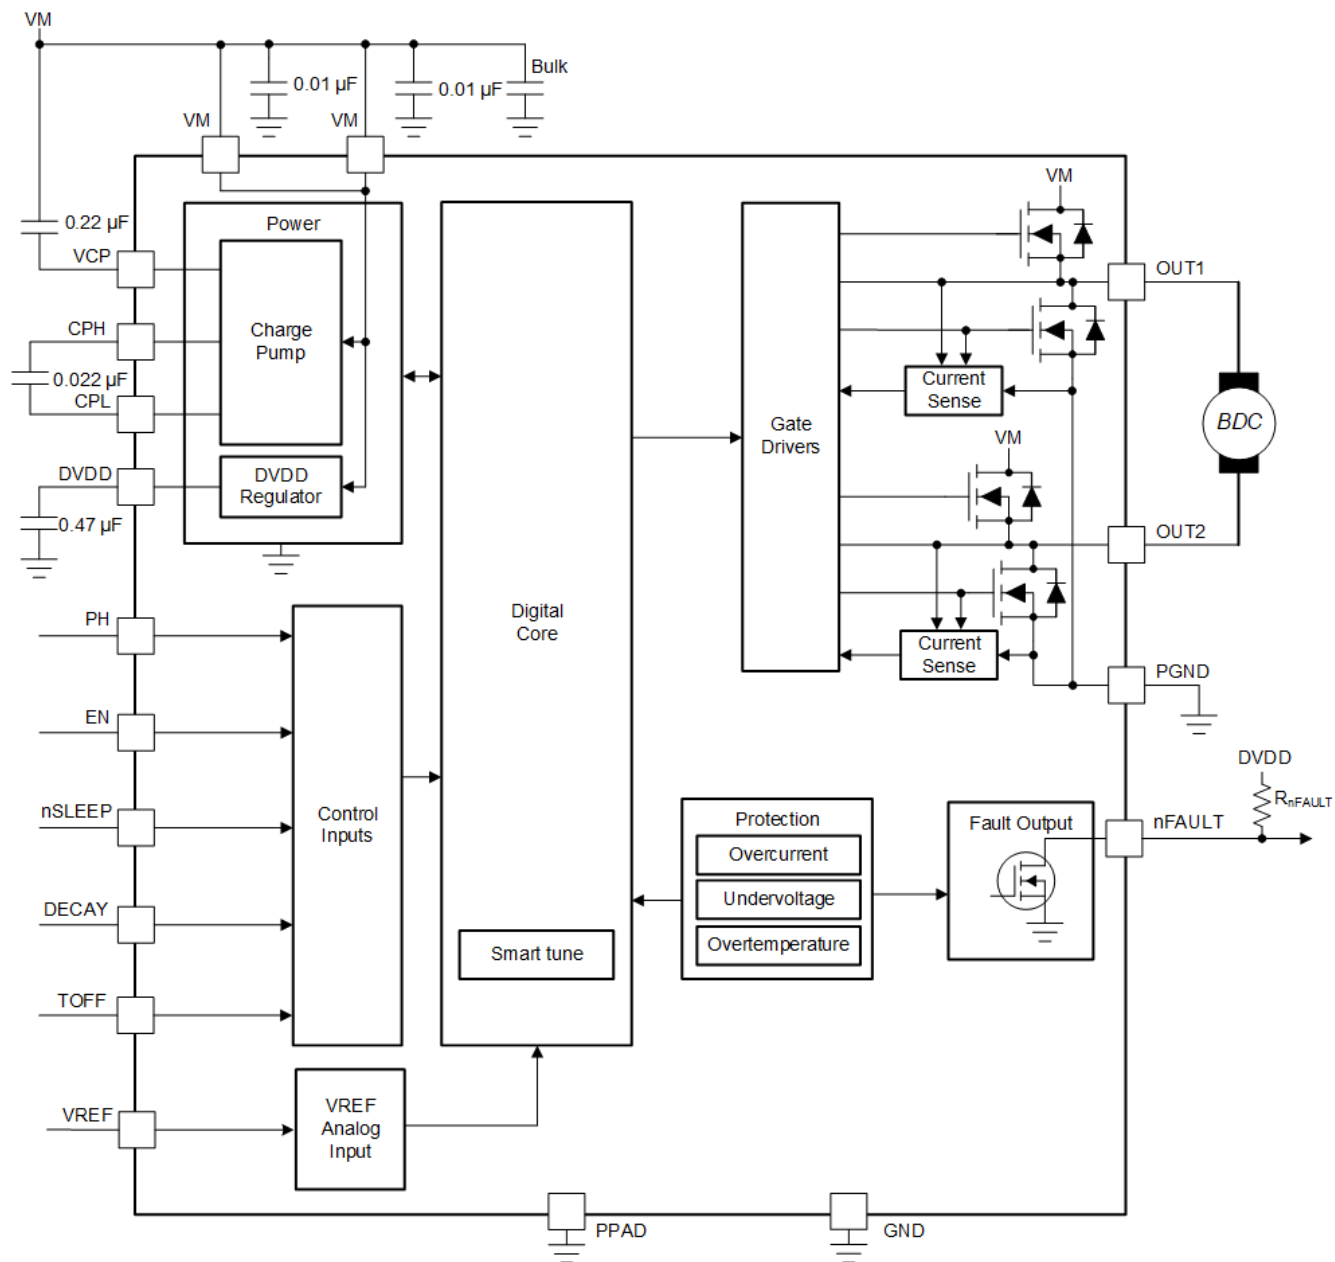 VM
Bulk
0.01 µF
0.01 µF
VM
VM
VM
0.22 µF
Power
VCP
OUT1
CPH
Charge
Pump
0.022 µF
CPL
Current
Sense
BDC
Gate
Drivers
VM
DVDD
DVDD
Regulator
0.47 µF
OUT2
PH
Digital
Core
Current
Sense
PGND
EN
DVDD
nSLEEP
Control
Inputs
Protection
Fault Output
nFAULT
RnFAULT
Overcurrent
Undervoltage
Overtemperature
DECAY
Smart tune
TOFF
VREF
VREF
Analog
Input
PPAD
GND